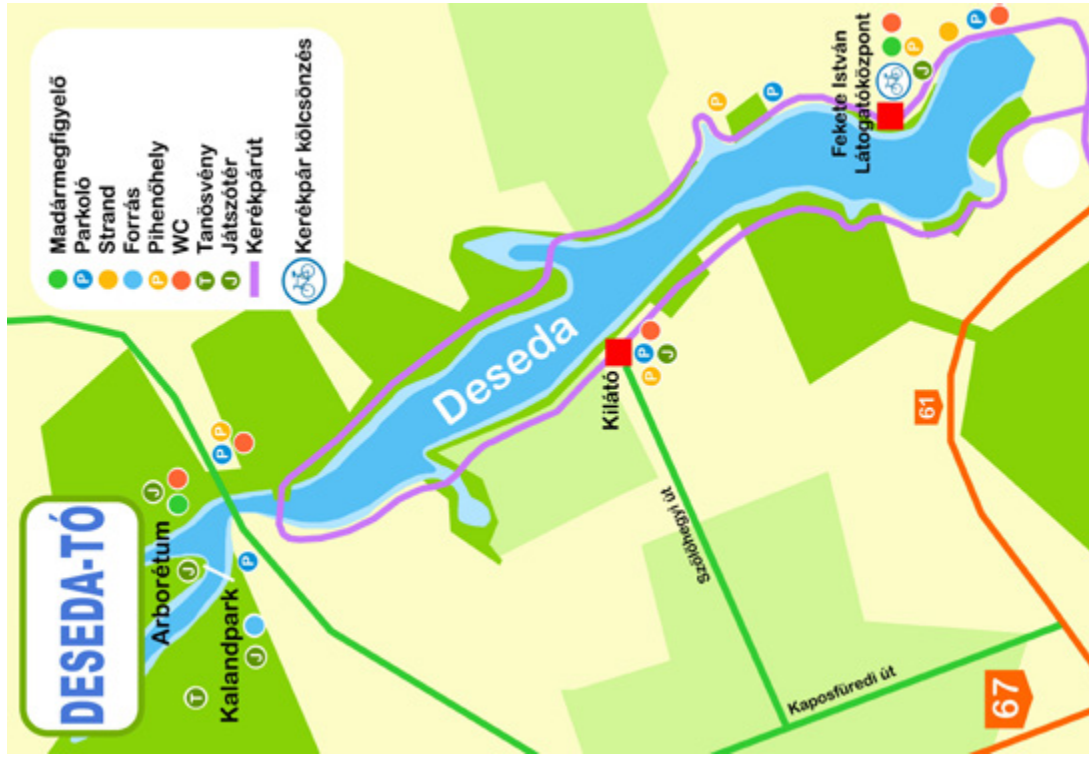 DESEDA-TÓ
Madármegfigyelő
Parkoló
Strand
Forrás
Pihenőhely
WC
Tanösvény
Játszótér
Kerékpárút
Kerékpár kölcsönzés
Arborétum
Kalandpark
Deseda
Kilátó
Fekete István
Látogatóközpont
Szőlőhegyi út
Kaposfüredi út
61
67
P
P
T
J
J
J
J
T
P
P
P
P
P
J
P
P
P
J
P